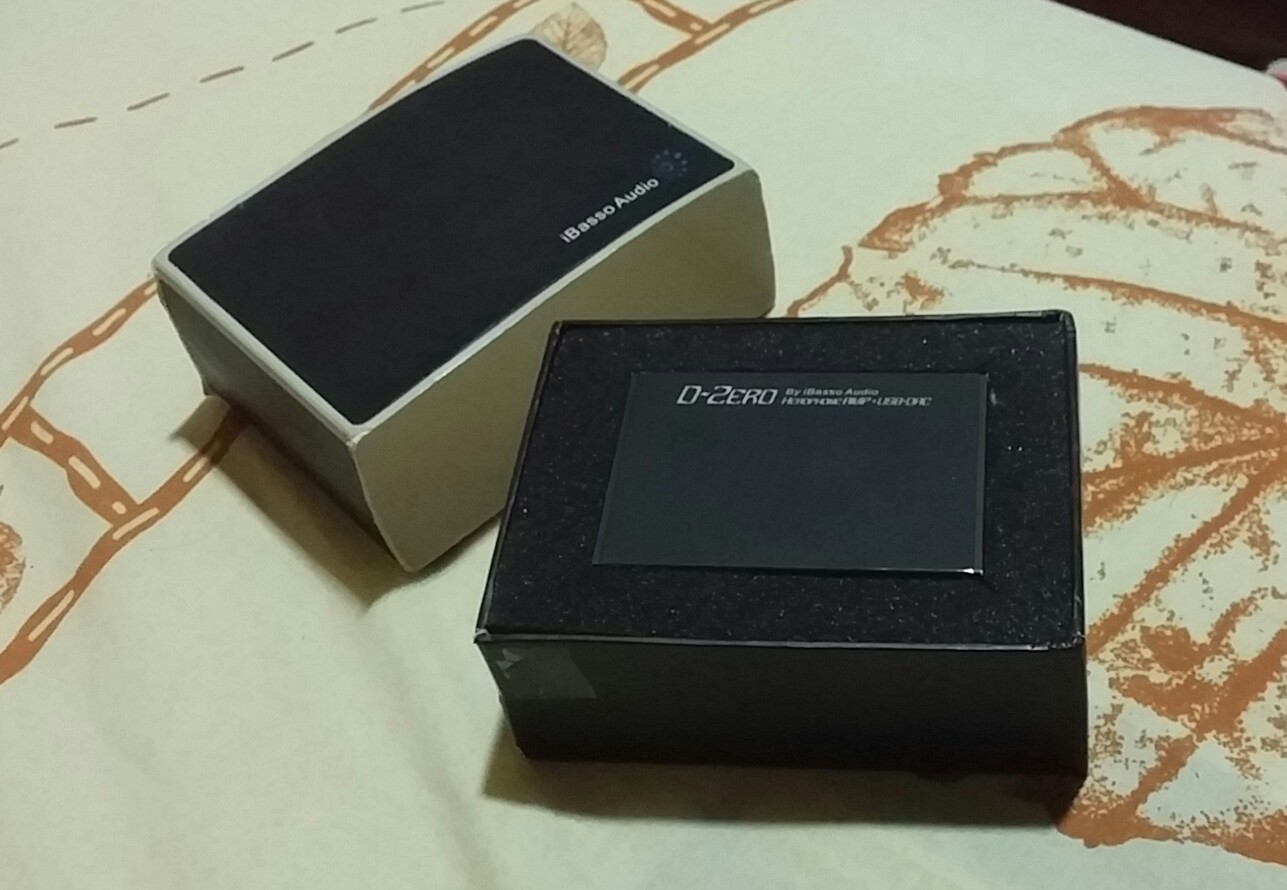 iBasso Audio
D-ZERO By iBasso Audio
HEADPHONE AMP + USB-DAC